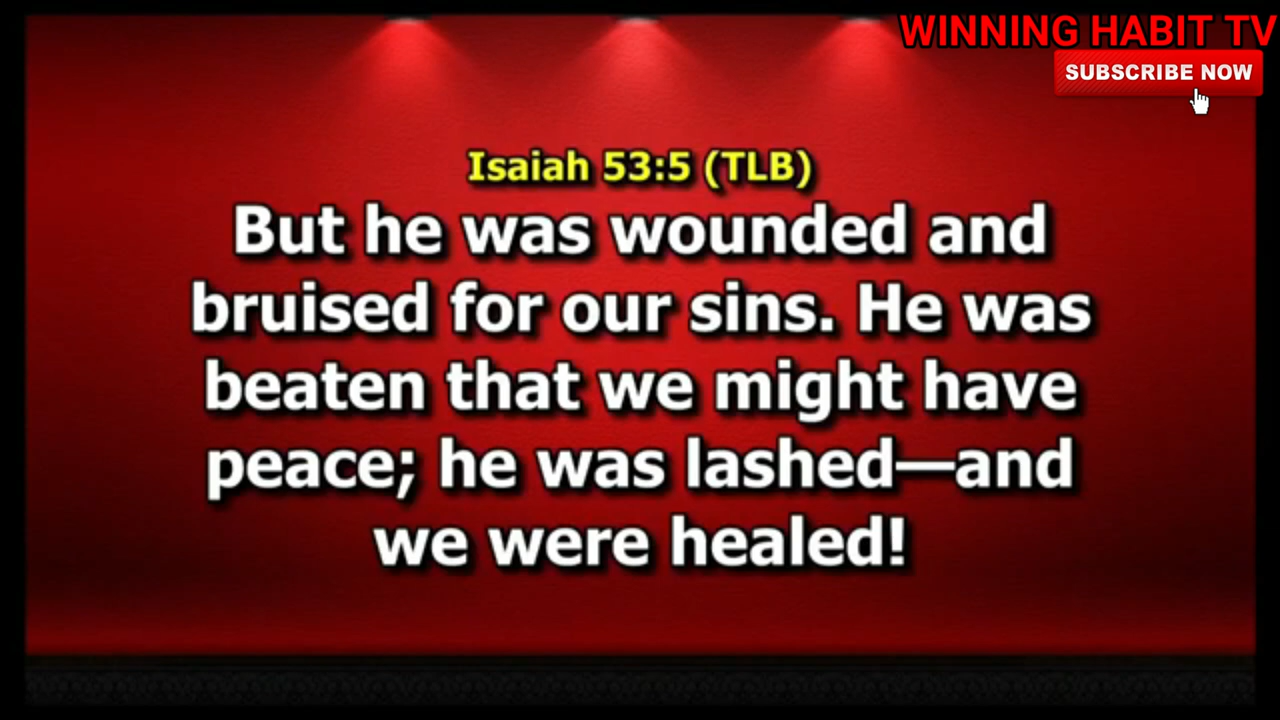 WINNING HABIT TV
SUBSCRIBE NOW
Isaiah 53:5 (TLB)
But he was wounded and
bruised for our sins. He was
beaten that we might have
peace; he was lashed—and
we were healed!